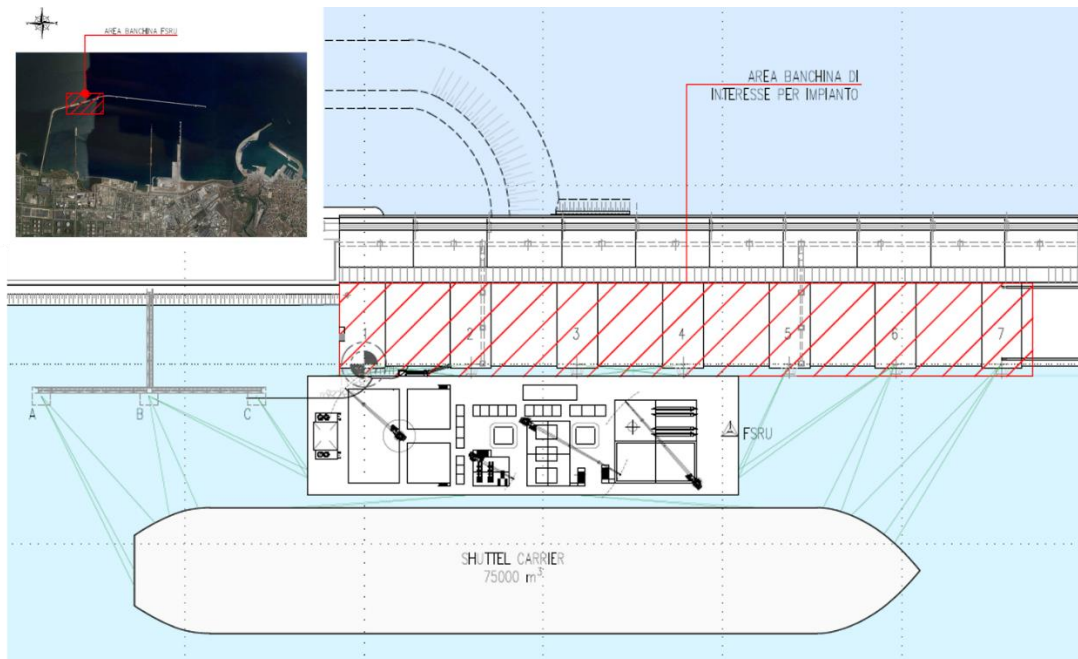 AREA BANCHINA FSRU
AREA BANCHINA DI
INTERESSE PER IMPIANTO
1
2
3
4
5
6
7
A
B
C
FSRU
SHUTTEL CARRIER
75000 m³